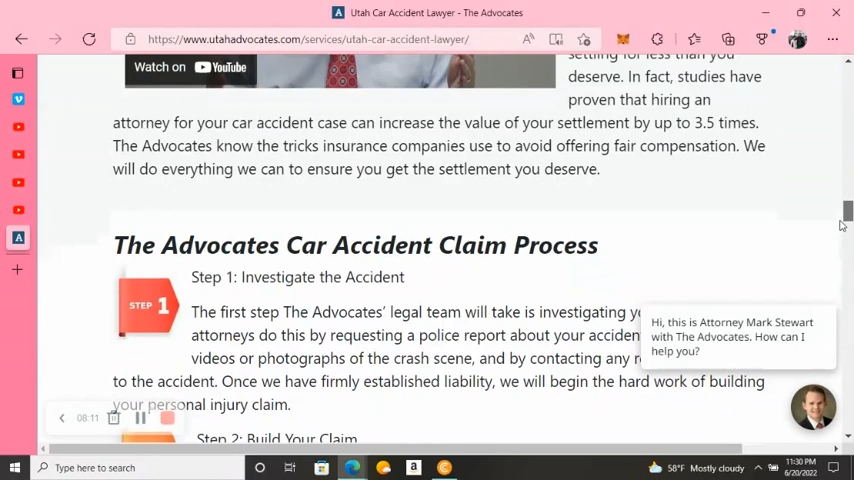 Utah Car Accident Lawyer - The Advocates
https://www.utahadvocates.com/services/utah-car-accident-lawyer/
Watch on YouTube
settling for less than you
deserve. In fact, studies have
proven that hiring an
attorney for your car accident case can increase the value of your settlement by up to 3.5 times.
The Advocates know the tricks insurance companies use to avoid offering fair compensation. We
will do everything we can to ensure you get the settlement you deserve.
The Advocates Car Accident Claim Process
STEP 1
Step 1: Investigate the Accident
The first step The Advocates' legal team will take is investigating
attorneys do this by requesting a police report about your acciden
videos or photographs of the crash scene, and by contacting any
to the accident. Once we have firmly established liability, we will begin the hard work of building
your personal injury claim.
Hi, this is Attorney Mark Stewart
with The Advocates. How can I
help you?
08:11
Step 2: Build Your Claim
Type here to search
58°F Mostly cloudy
11:30 PM
6/20/2022